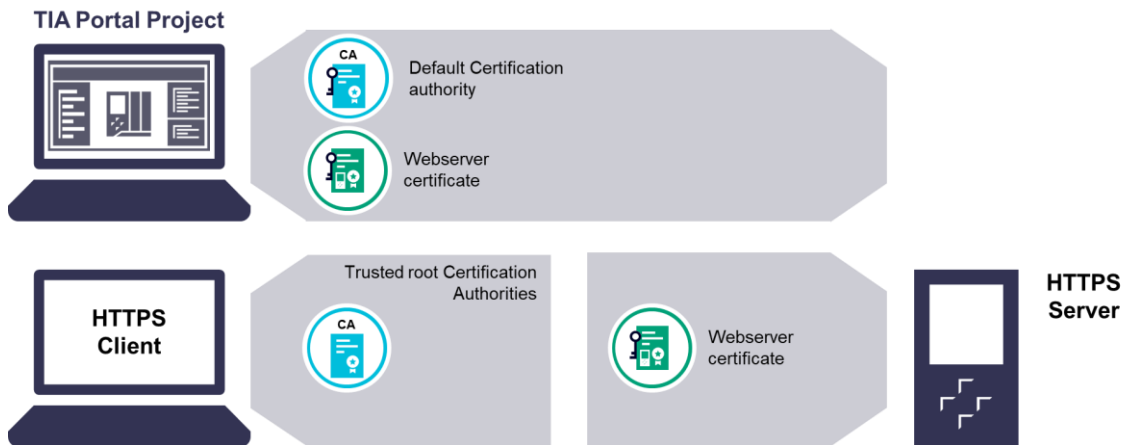 TIA Portal Project
CA
Default Certification
authority
Webserver
certificate
HTTPS
Client
Trusted root Certification
Authorities
CA
Webserver
certificate
HTTPS
Server